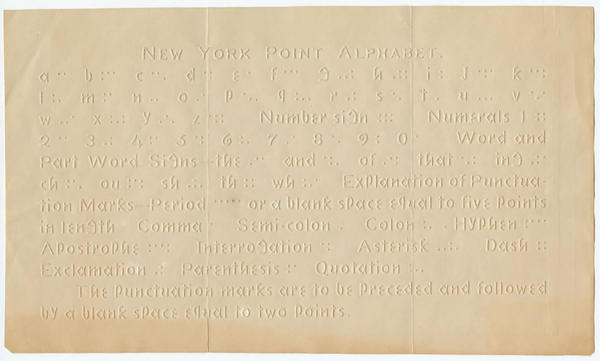 New York Point Alphabet.
a b c d e f g h i j k
l m n o p q r s t u v
w x y z Number sign Numerals 1
2 3 4 5 6 7 8 9 0 Word and
Part Word Signs—the and of that ing
ch ou sh th wh Explanation of Punctua-
tion Marks—Period or a blank space equal to five points
in length Comma Semi-colon Colon Hyphen
Apostrophe Interrogation Asterisk Dash
Exclamation Parenthesis Quotation
The punctuation marks are to be preceded and followed
by a blank space equal to two points.